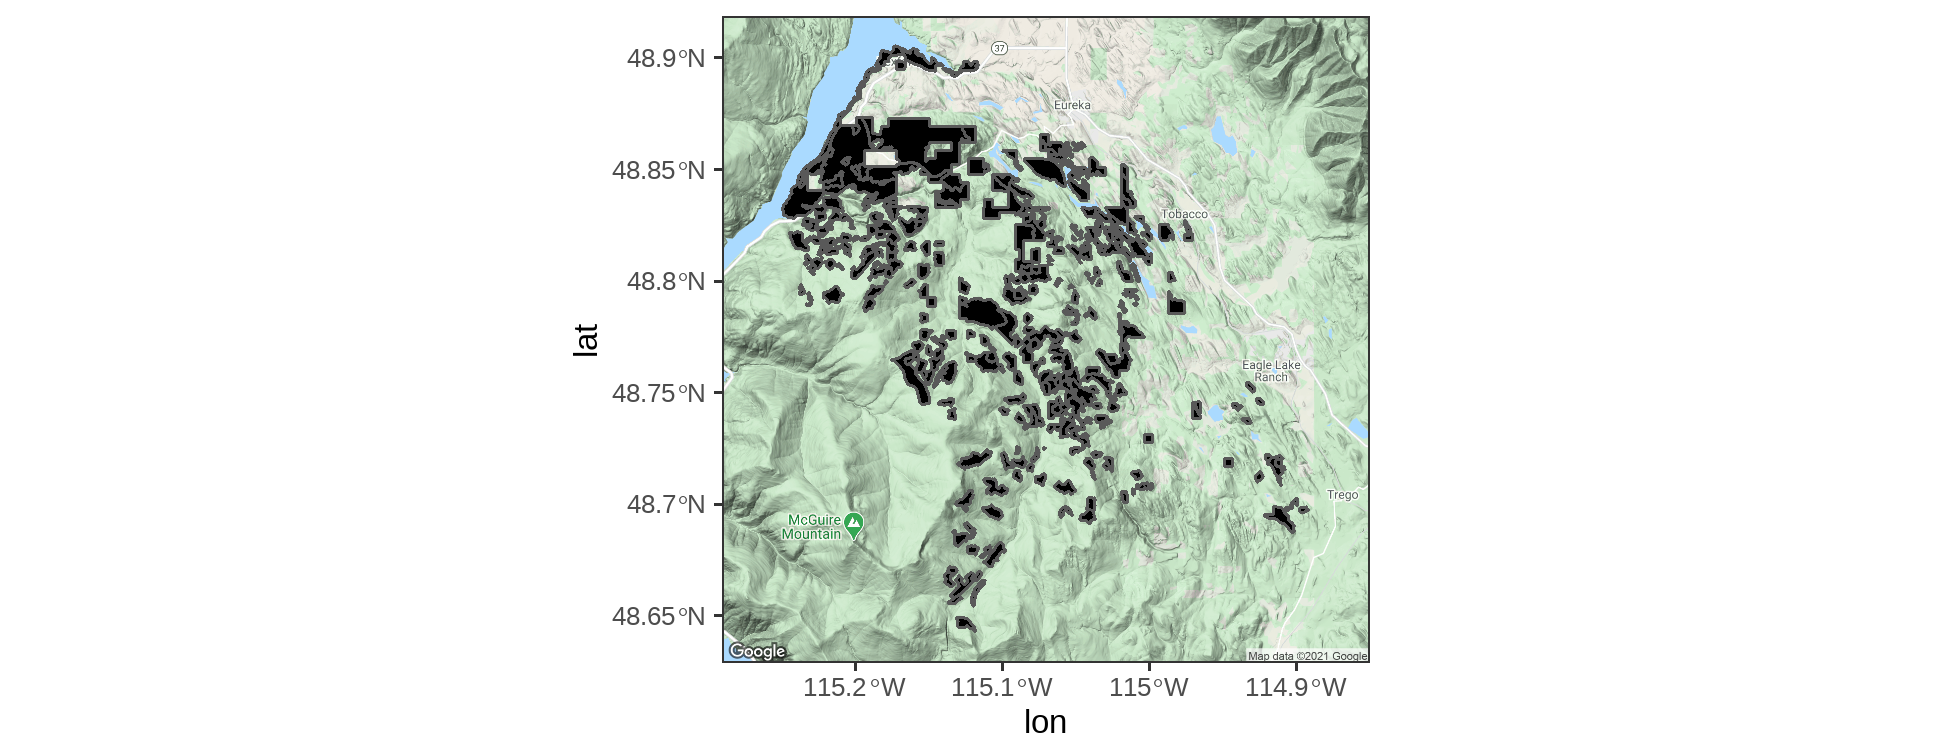 48.9°N
48.85°N
48.8°N
48.75°N
48.7°N
48.65°N
lat
37
Eureka
Tobacco
Eagle Lake
Ranch
Trego
McGuire
Mountain
Google
Map data ©2021 Google
115.2°W
115.1°W
115°W
114.9°W
lon